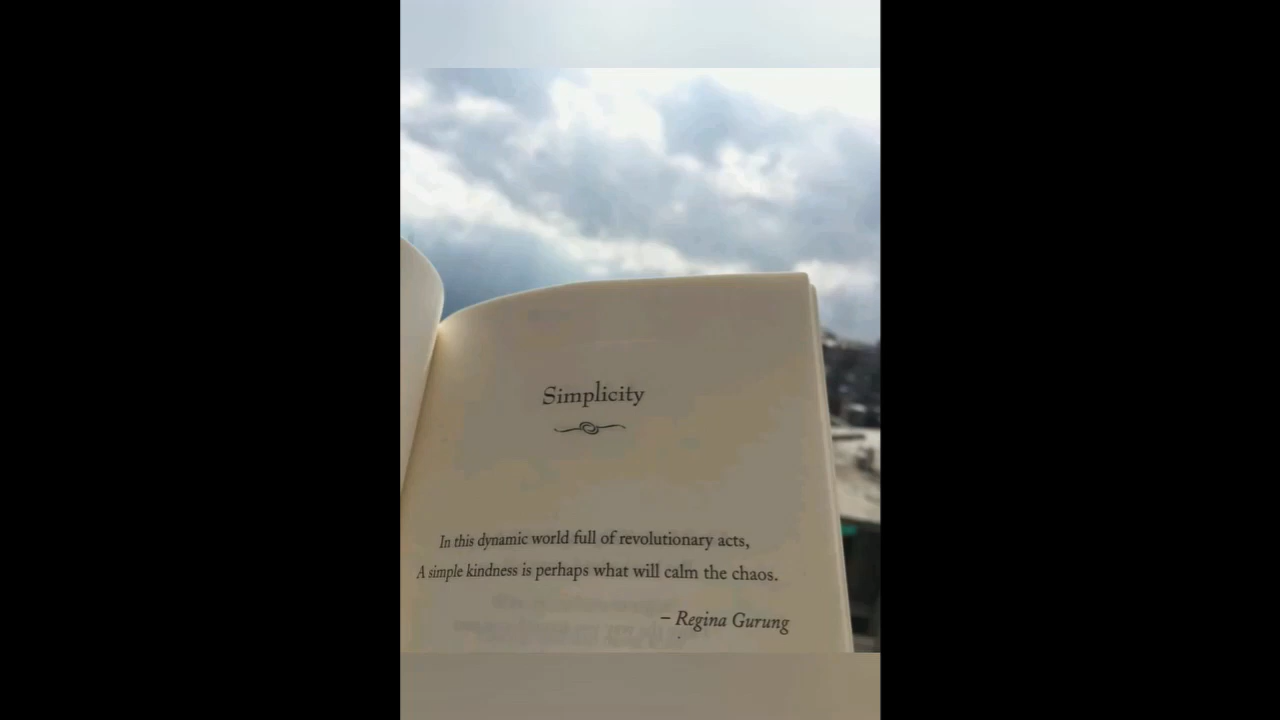 Simplicity
In this dynamic world full of revolutionary acts,
A simple kindness is perhaps what will calm the chaos.
– Regina Gurung